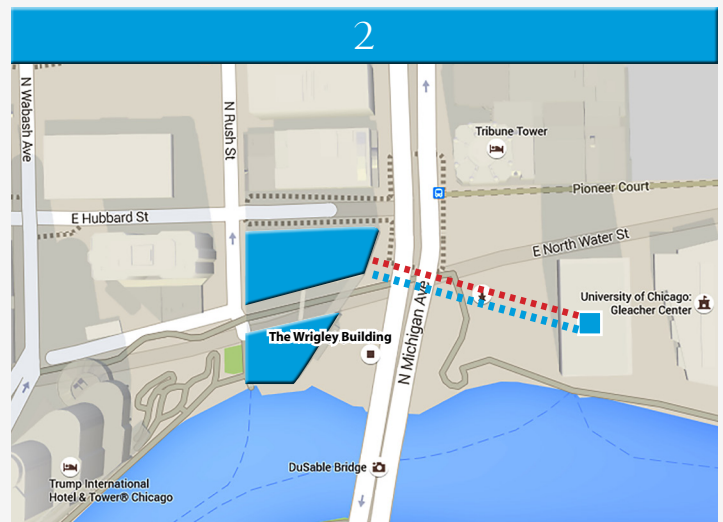 2
N Wabash Ave
N Rush St
Tribune Tower
Pioneer Court
E Hubbard St
E North Water St
University of Chicago:
Gleacher Center
N Michigan Ave
The Wrigley Building
DuSable Bridge
Trump International
Hotel & Tower® Chicago